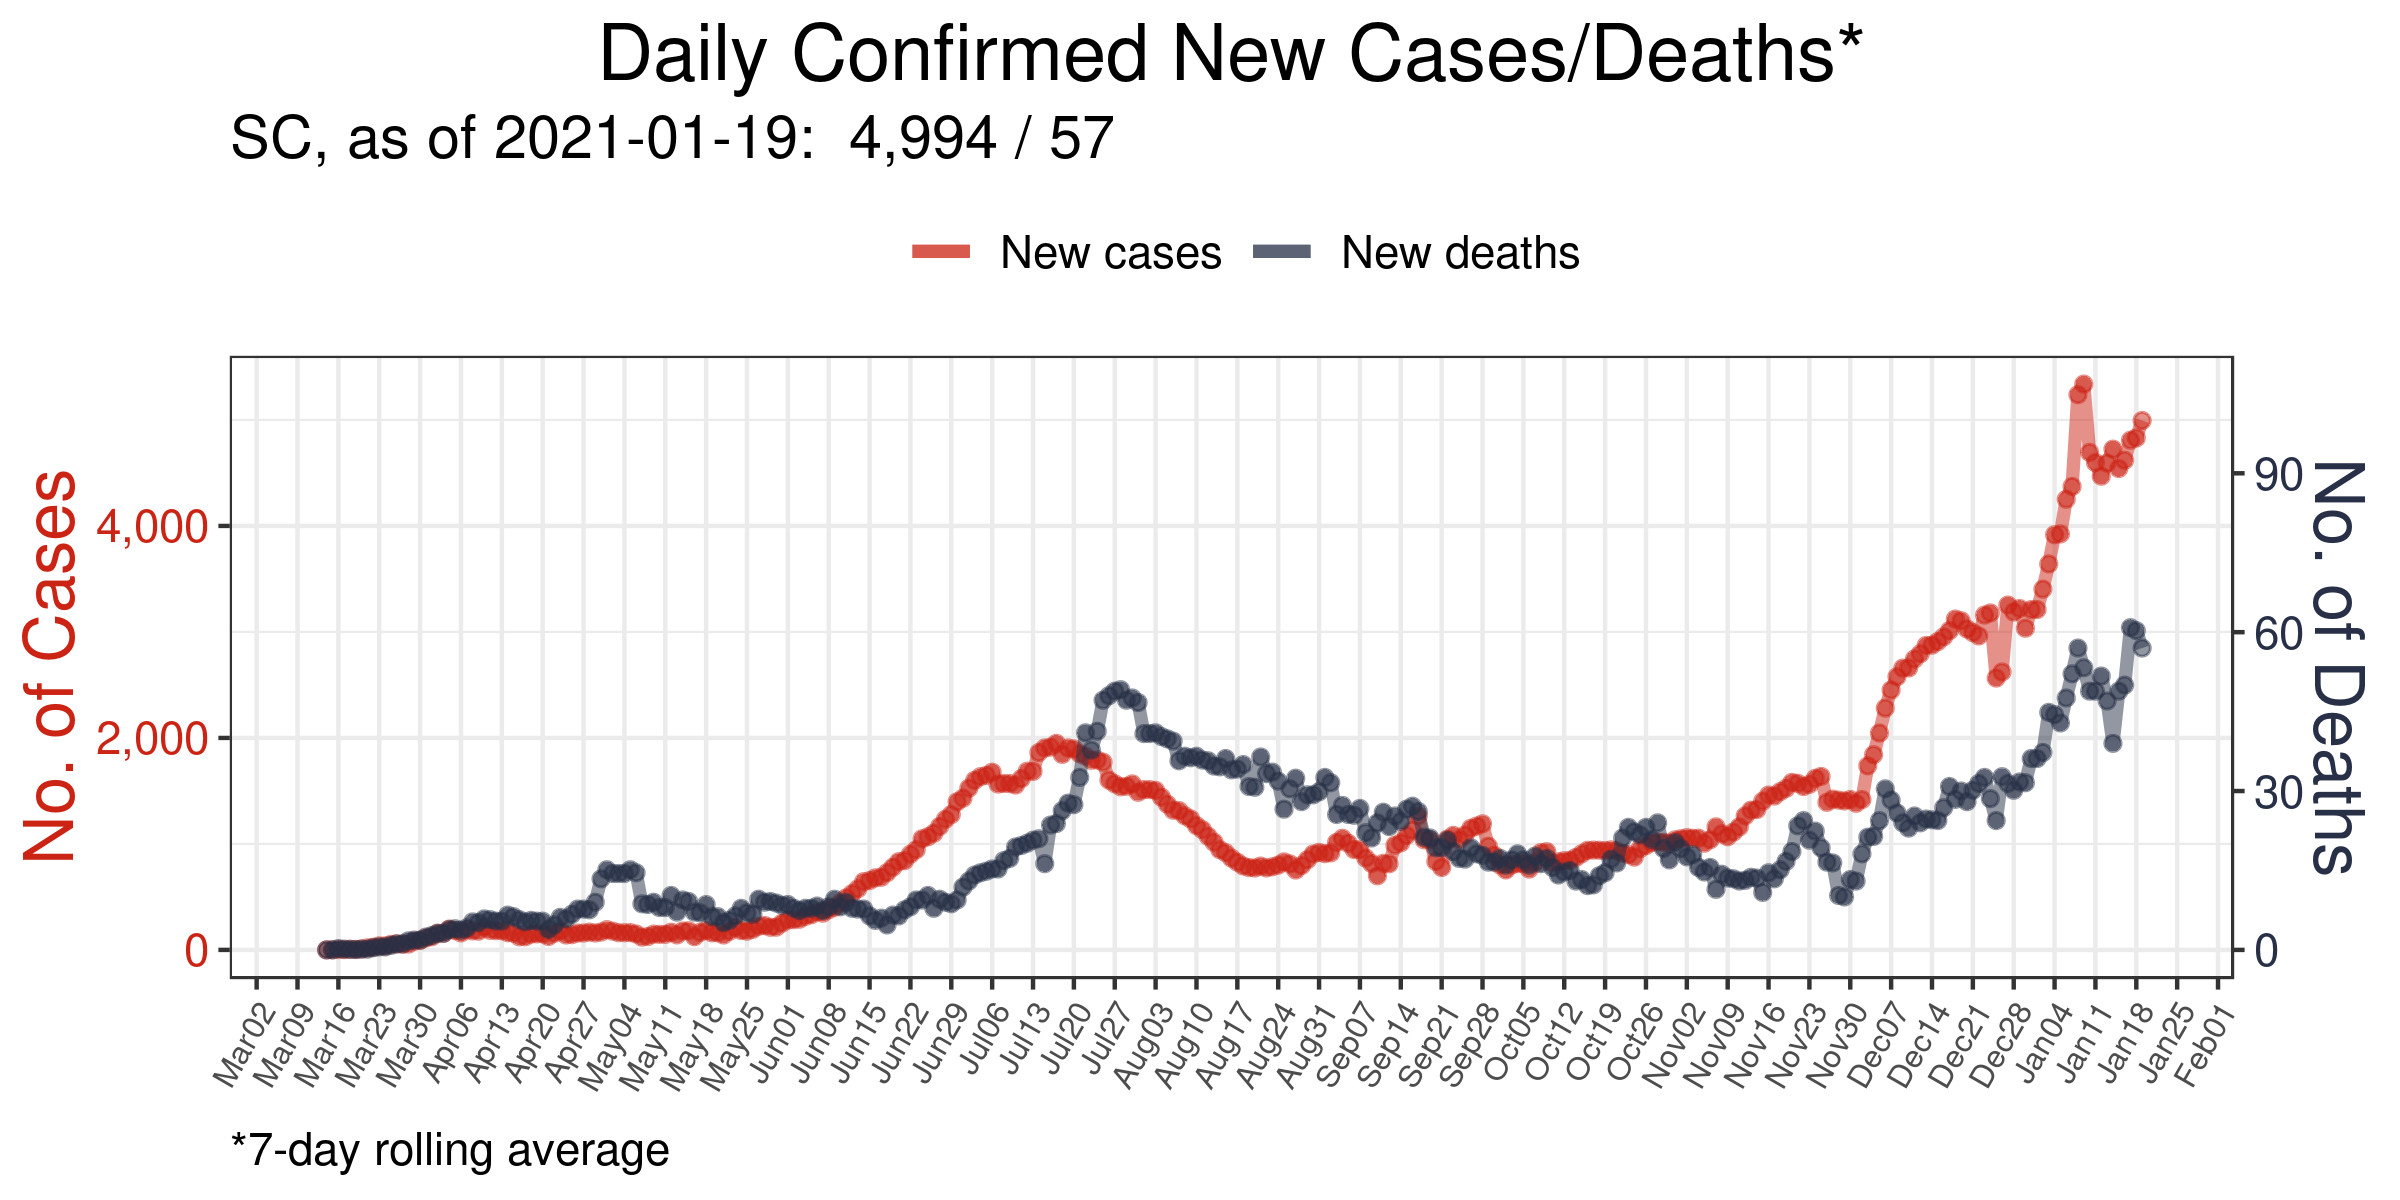 Daily Confirmed New Cases/Deaths*
SC, as of 2021-01-19:  4,994 / 57
New cases
New deaths
No. of Cases
4,000
2,000
0
90
60
30
0
No. of Deaths
Mar02
Mar09
Mar16
Mar23
Mar30
Apr06
Apr13
Apr20
Apr27
May04
May11
May18
May25
Jun01
Jun08
Jun15
Jun22
Jun29
Jul06
Jul13
Jul20
Jul27
Aug03
Aug10
Aug17
Aug24
Aug31
Sep07
Sep14
Sep21
Sep28
Oct05
Oct12
Oct19
Oct26
Nov02
Nov09
Nov16
Nov23
Nov30
Dec07
Dec14
Dec21
Dec28
Jan04
Jan11
Jan18
Jan25
Feb01
*7-day rolling average